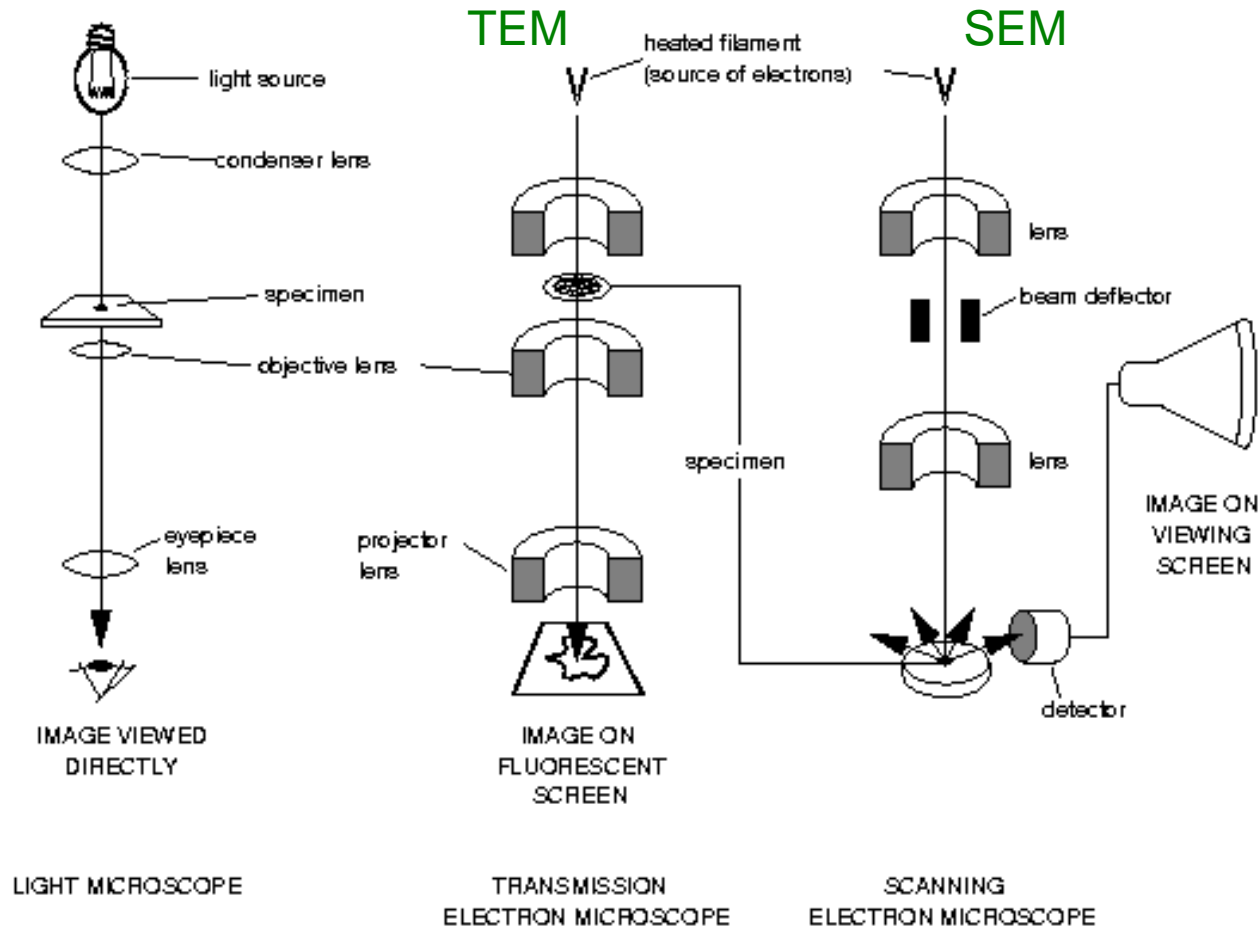 TEM
SEM
heated filament
(source of electrons)
light source
condenser lens
lens
specimen
beam deflector
objective lens
specimen
lens
IMAGE ON
VIEWING
SCREEN
eyepiece
lens
projector
lens
detector
IMAGE VIEWED
DIRECTLY
IMAGE ON
FLUORESCENT
SCREEN
LIGHT MICROSCOPE
TRANSMISSION
ELECTRON MICROSCOPE
SCANNING
ELECTRON MICROSCOPE